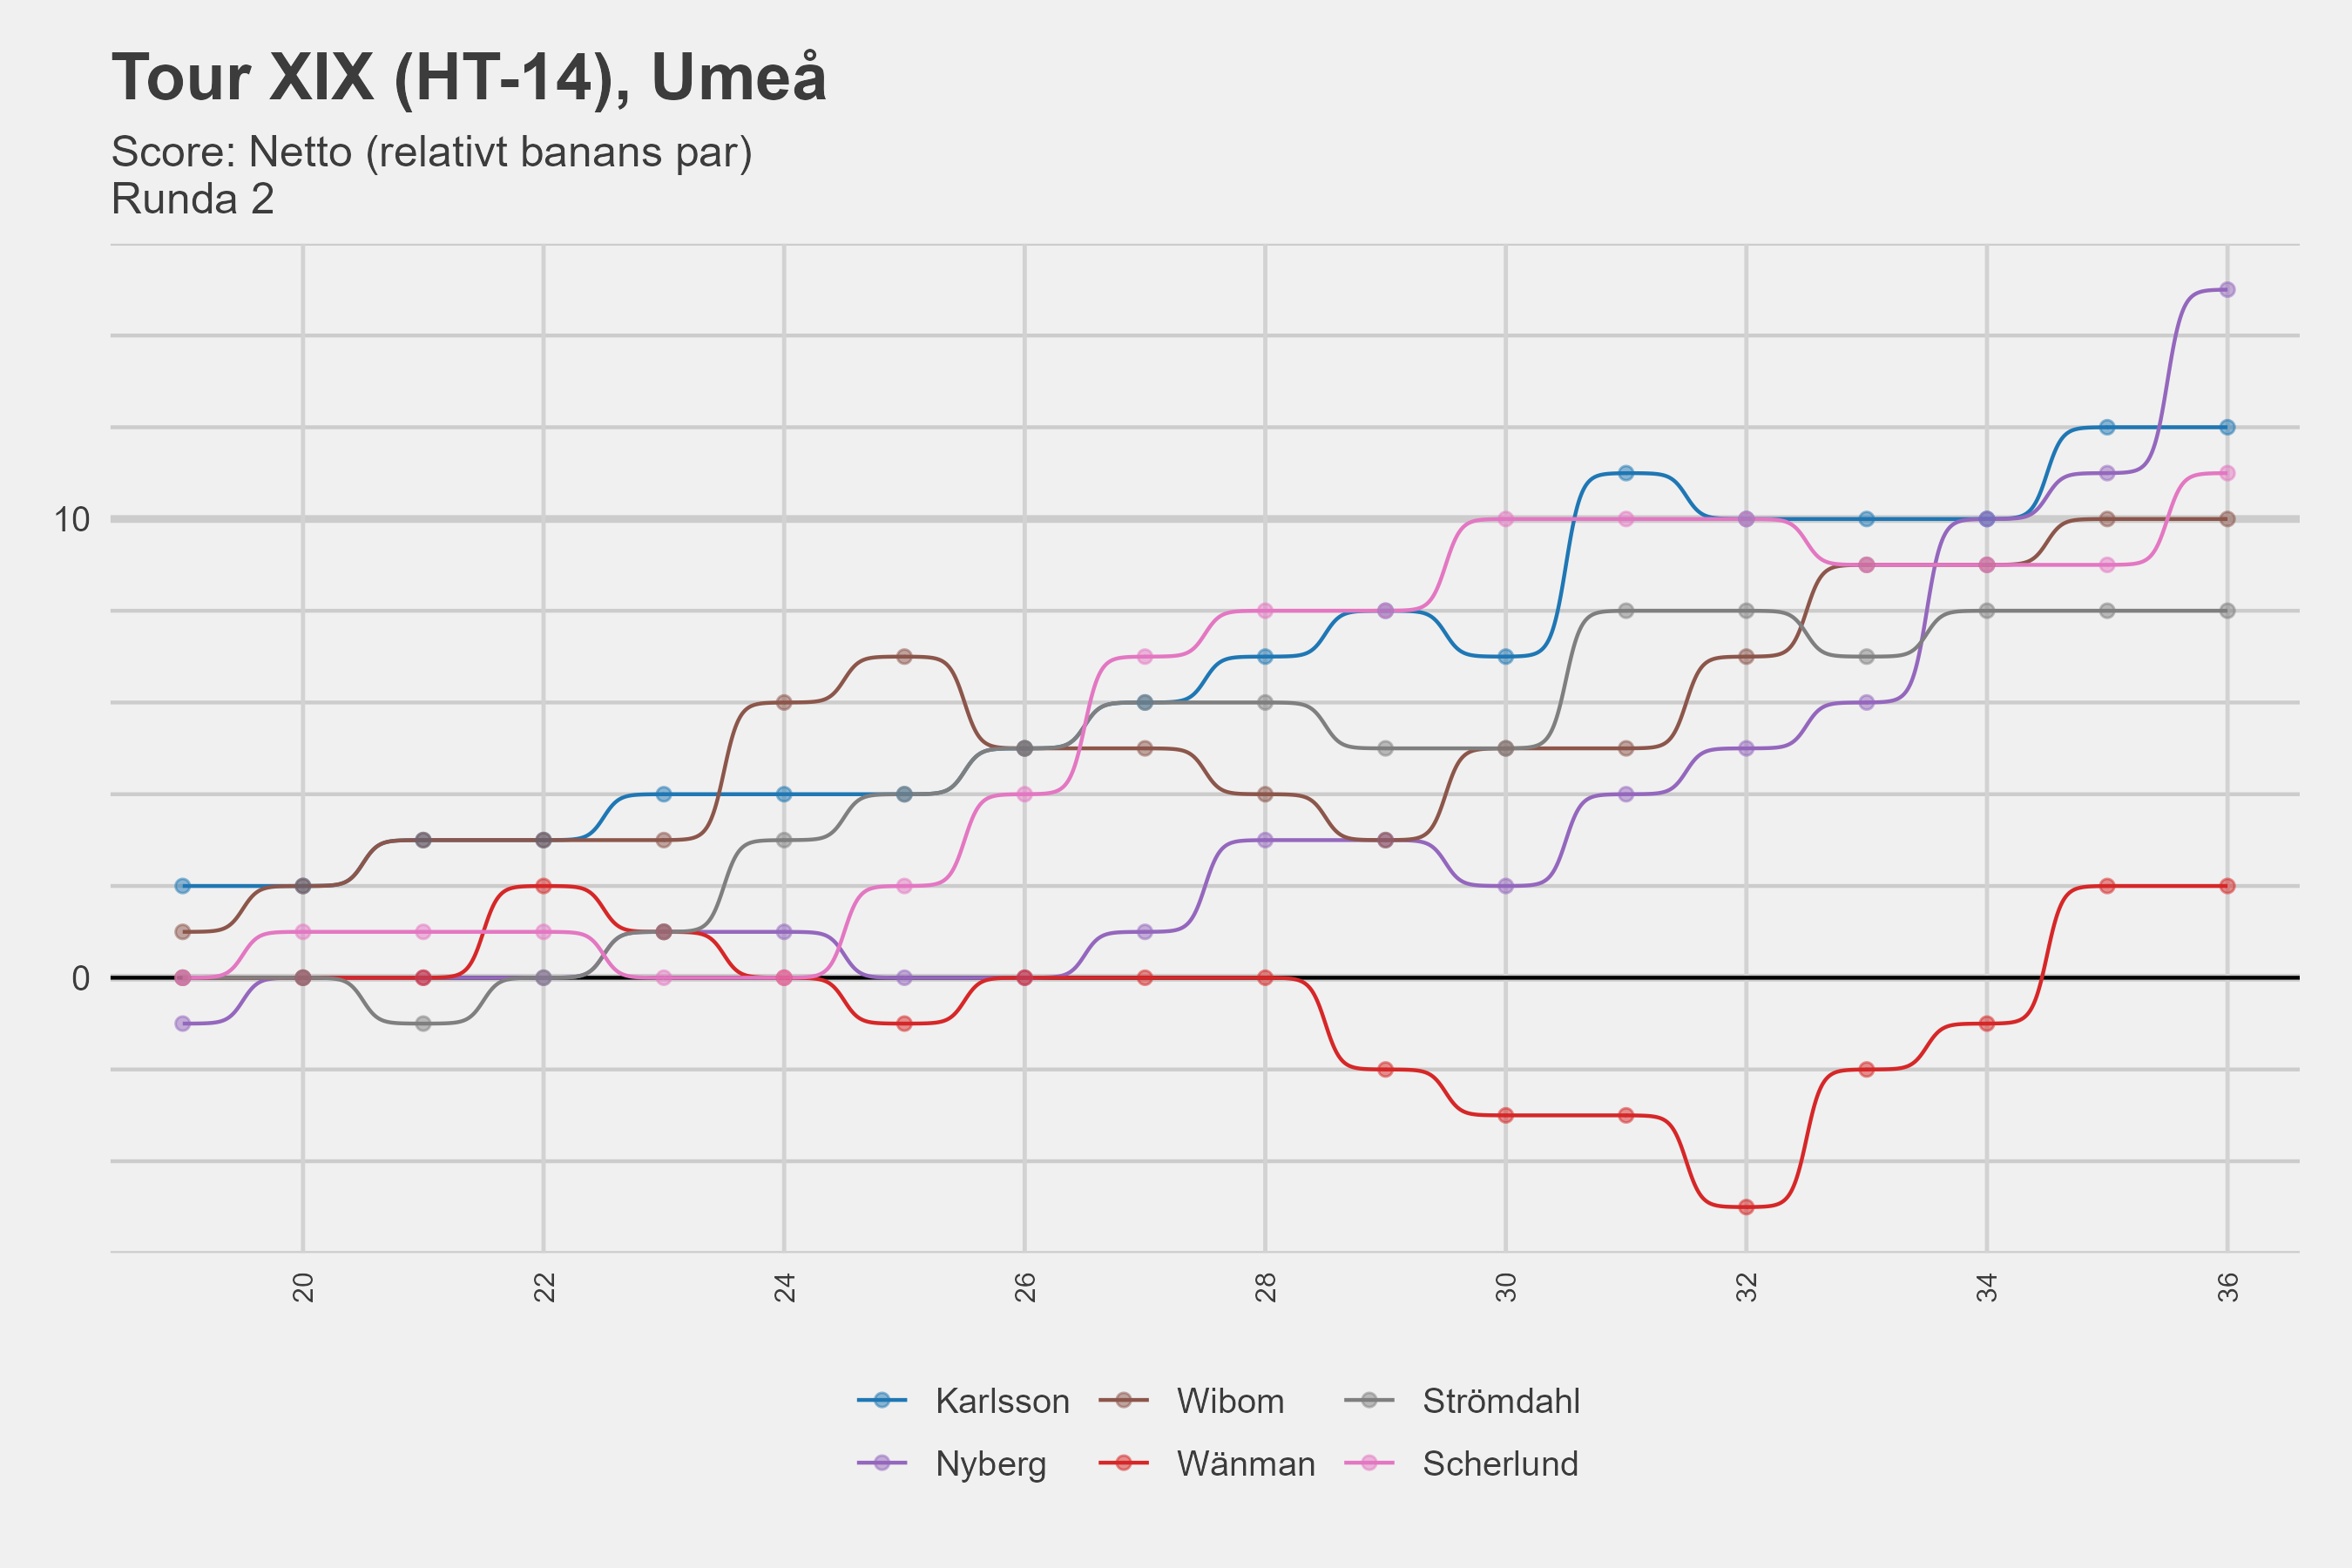 Tour XIX (HT-14), Umeå
Score: Netto (relativt banans par)
Runda 2
10
0
20 22 24 26 28 30 32 34 36
Karlsson Wibom Strömdahl
Nyberg Wänman Scherlund